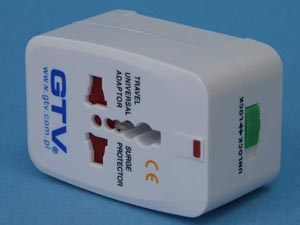 GTV®
www.gtv.com.pl
TRAVEL
UNIVERSAL
ADAPTOR
SURGE
PROTECTOR
CE
UNLOCK◄►LOCK